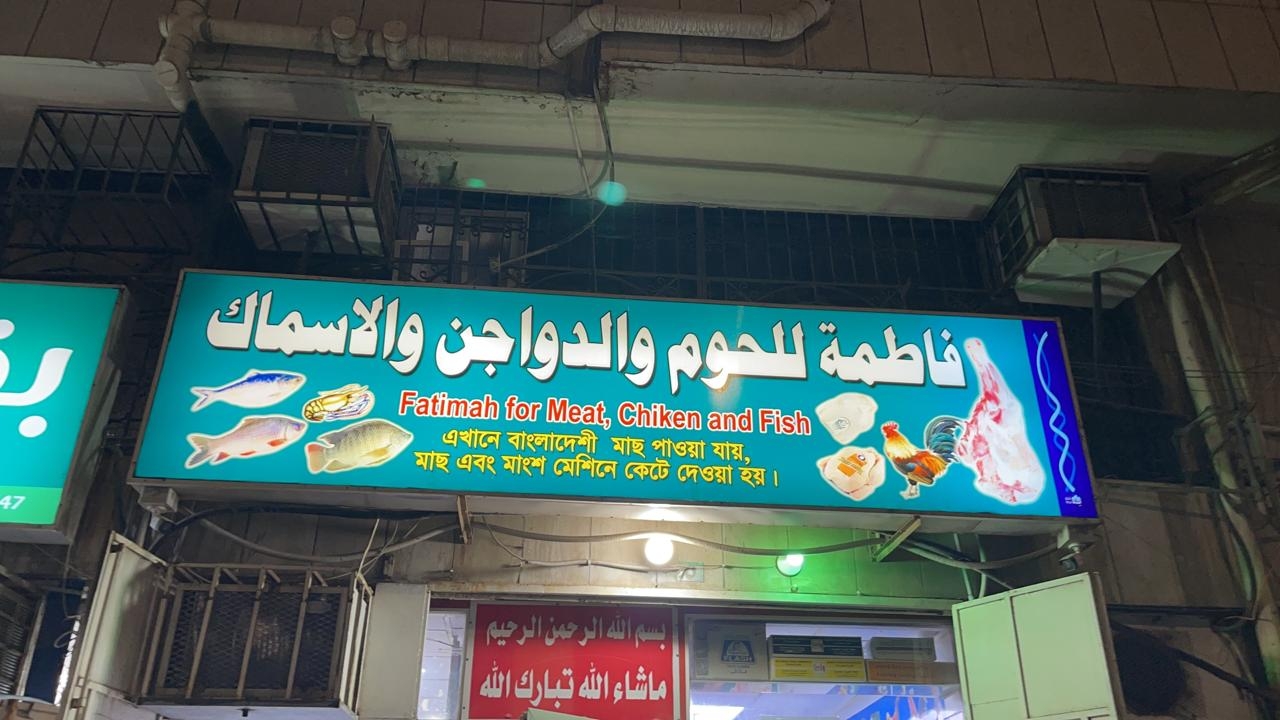 فاطمة للحوم والدواجن والاسماك
Fatimah for Meat, Chiken and Fish
এখানে বাংলাদেশী মাছ পাওয়া যায়,
মাছ এবং মাংশ মেশিনে কেটে দেওয়া হয়।
47
بسم الله الرحمن الرحيم
ماشاء الله تبارك الله
FLASH